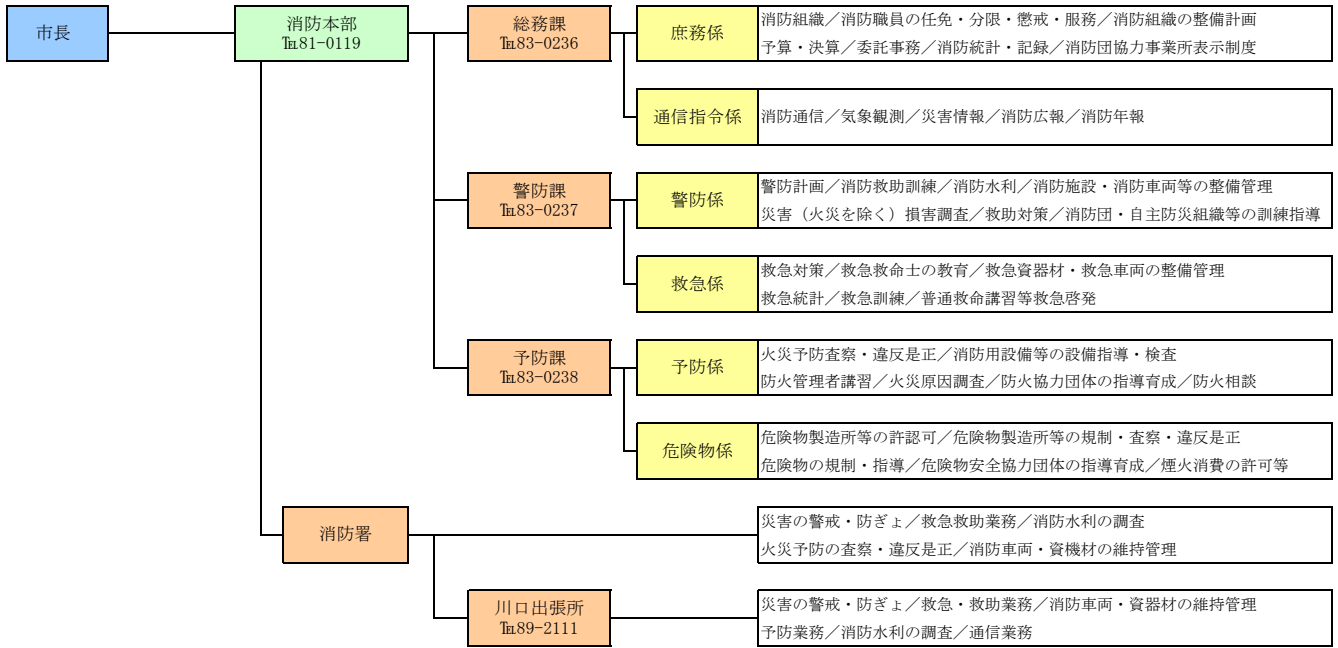 市長
消防本部
℡81-0119
総務課
℡83-0236
庶務係
消防組織／消防職員の任免・分限・懲戒・服務／消防組織の整備計画
予算・決算／委託事務／消防統計・記録／消防団協力事業所表示制度
通信指令係
消防通信／気象観測／災害情報／消防広報／消防年報
警防課
℡83-0237
警防係
警防計画／消防救助訓練／消防水利／消防施設・消防車両等の整備管理
災害（火災を除く）損害調査／救助対策／消防団・自主防災組織等の訓練指導
救急係
救急対策／救急救命士の教育／救急資器材・救急車両の整備管理
救急統計／救急訓練／普通救命講習等救急啓発
予防課
℡83-0238
予防係
火災予防査察・違反是正／消防用設備等の設備指導・検査
防火管理者講習／火災原因調査／防火協力団体の指導育成／防火相談
危険物係
危険物製造所等の許認可／危険物製造所等の規制・査察・違反是正
危険物の規制・指導／危険物安全協力団体の指導育成／煙火消費の許可等
消防署
災害の警戒・防ぎょ／救急救助業務／消防水利の調査
火災予防の査察・違反是正／消防車両・資機材の維持管理
川口出張所
℡89-2111
災害の警戒・防ぎょ／救急・救助業務／消防車両・資器材の維持管理
予防業務／消防水利の調査／通信業務